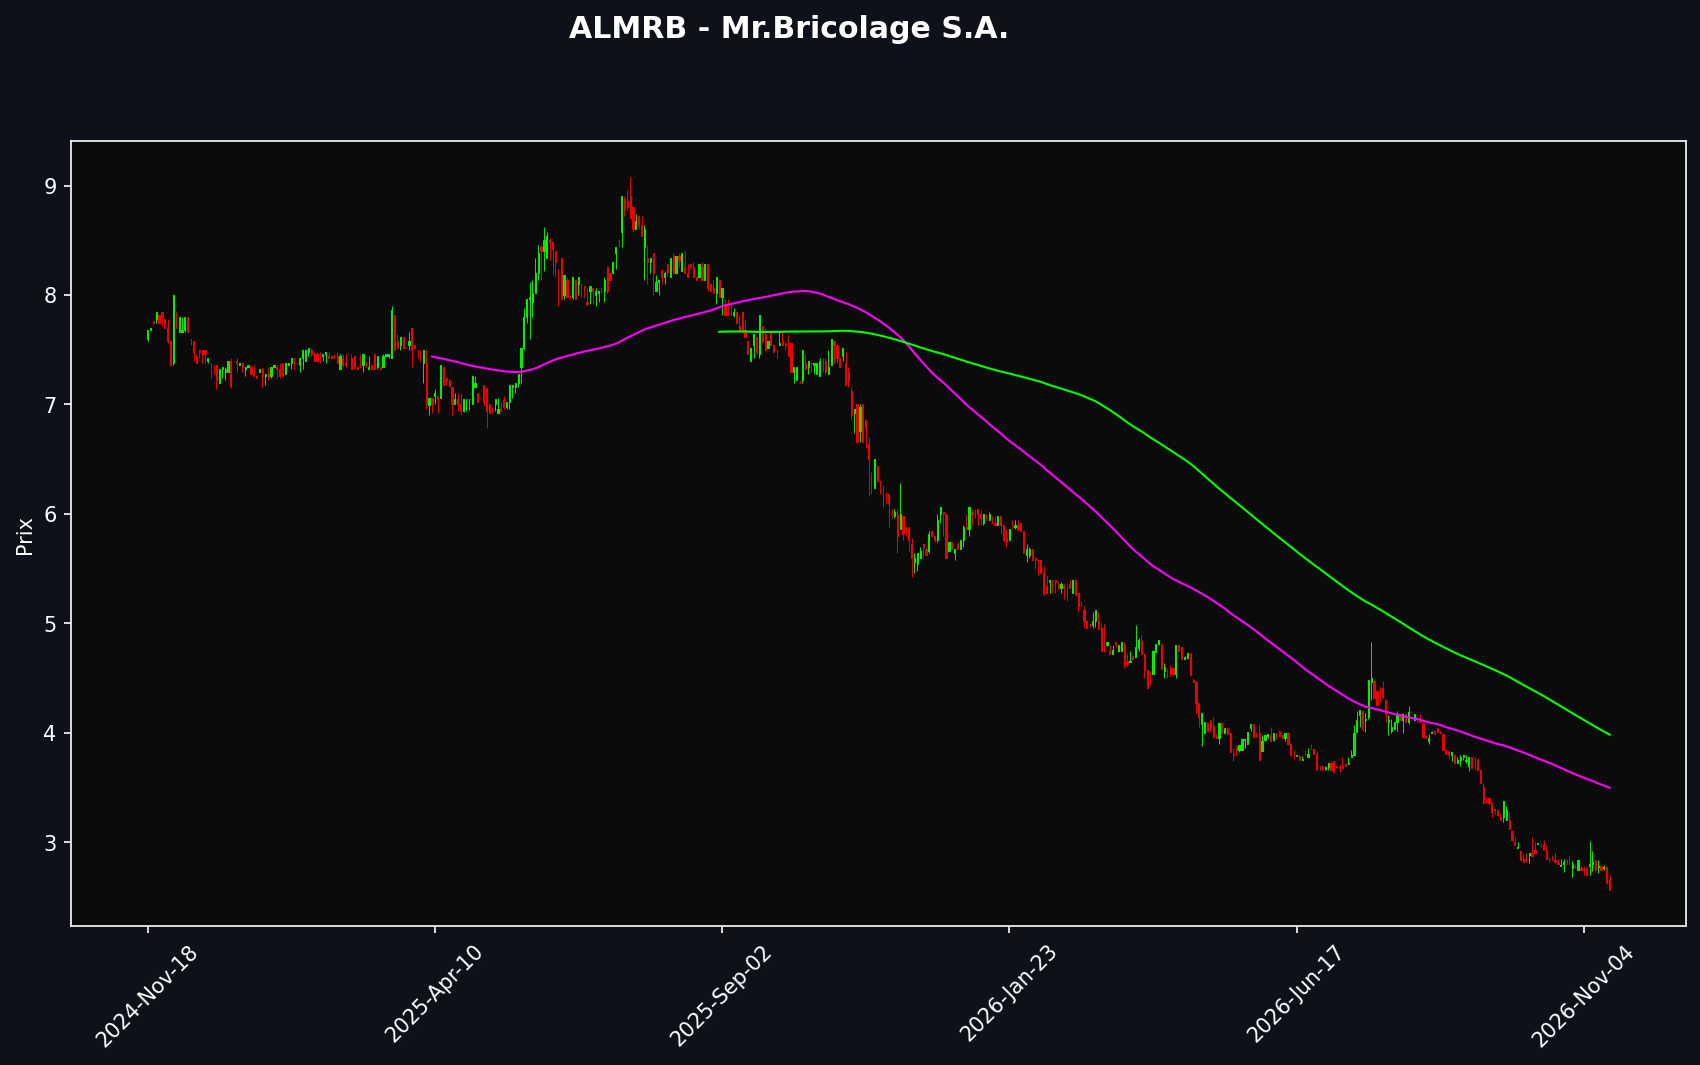 ALMRB - Mr.Bricolage S.A.
Prix
9
8
7
6
5
4
3
2024-Nov-18
2025-Apr-10
2025-Sep-02
2026-Jan-23
2026-Jun-17
2026-Nov-04